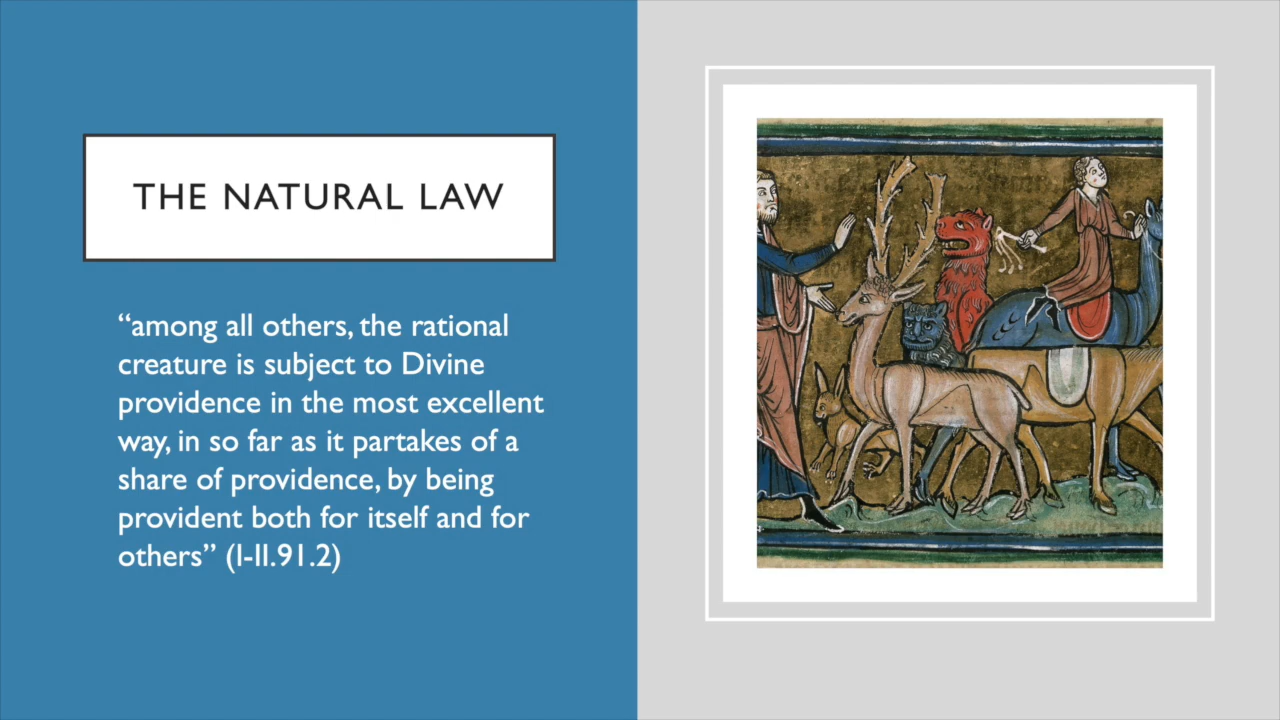 THE NATURAL LAW
“among all others, the rational
creature is subject to Divine
providence in the most excellent
way, in so far as it partakes of a
share of providence, by being
provident both for itself and for
others” (I-II.91.2)